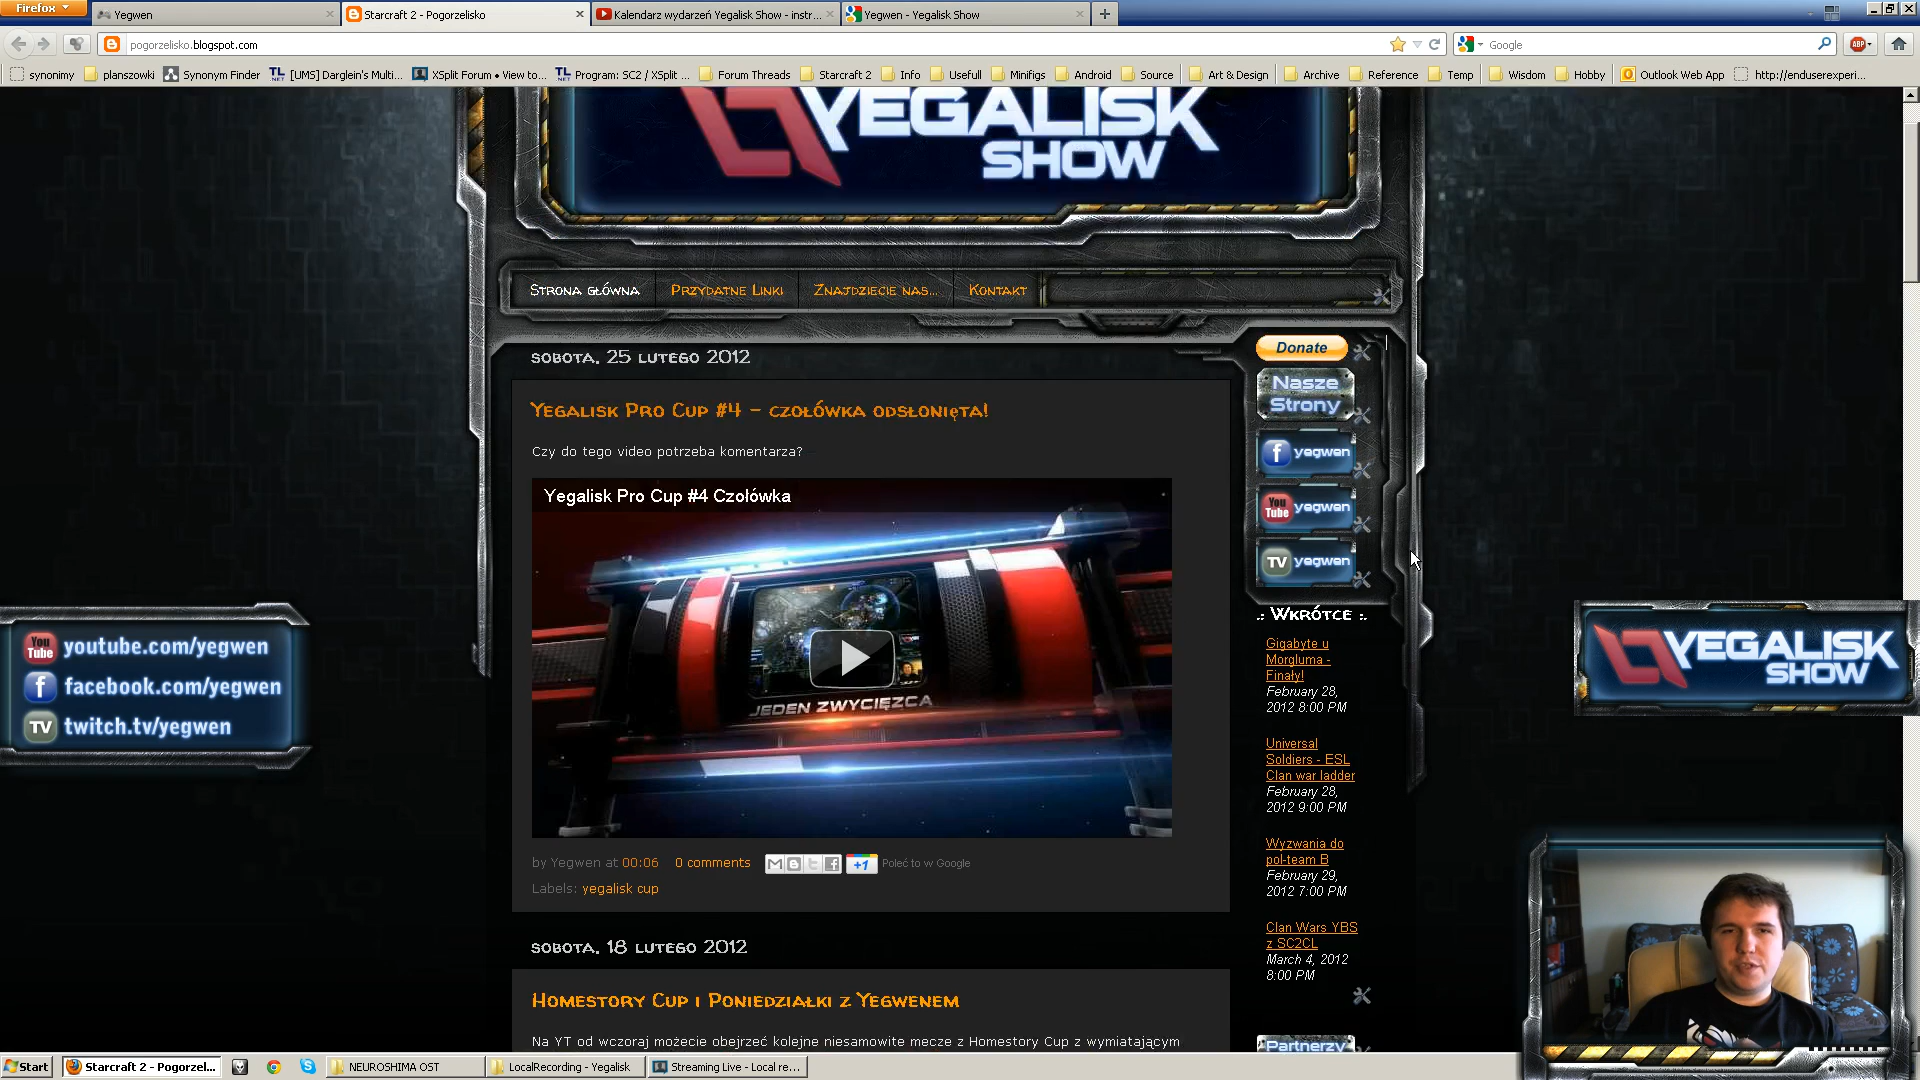 Firefox
Yegwen
Starcraft 2 - Pogorzelisko
Kalendarz wydarzeń Yegalisk Show - instr...
Yegwen - Yegalisk Show
pogorzelisko.blogspot.com
Google
ABP
synonimy
planszowki
Synonym Finder
[UMS] Darglein's Multi...
XSplit Forum • View to...
Program: SC2 / XSplit ...
Forum Threads
Starcraft 2
Info
Usefull
Minifigs
Android
Source
Art & Design
Archive
Reference
Temp
Wisdom
Hobby
Outlook Web App
http://enduserexperi...
YEGALISK
SHOW
Strona główna
Przydatne Linki
Znajdziecie nas...
Kontakt
sobota, 25 lutego 2012
Yegalisk Pro Cup #4 - czołówka odsłonięta!
Czy do tego video potrzeba komentarza?
Yegalisk Pro Cup #4 Czołówka
JEDEN ZWYCIĘZCA
by Yegwen at 00:06
0 comments
+1
Poleć to w Google
Labels: yegalisk cup
sobota, 18 lutego 2012
Homestory Cup i Poniedziałki z Yegwenem
Na YT od wczoraj możecie obejrzeć kolejne niesamowite mecze z Homestory Cup z wymiatającym
Donate
Nasze
Strony
f yegwen
You Tube yegwen
TV yegwen
.: Wkrótce :.
Gigabyte u
Morgluma -
Finały!
February 28,
2012 8:00 PM
Universal
Soldiers - ESL
Clan war ladder
February 28,
2012 9:00 PM
Wyzwania do
pol-team B
February 29,
2012 7:00 PM
Clan Wars YBS
z SC2CL
March 4, 2012
8:00 PM
Partnerzy
You Tube youtube.com/yegwen
f facebook.com/yegwen
TV twitch.tv/yegwen
YEGALISK
SHOW
Start
Starcraft 2 - Pogorzel...
NEUROSHIMA OST
LocalRecording - Yegalisk
Streaming Live - Local re...